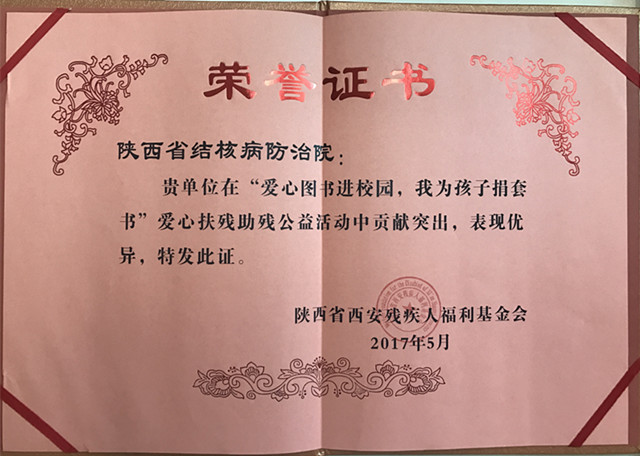 荣誉证书
陕西省结核病防治院：
贵单位在“爱心图书进校园，我为孩子捐套
书”爱心扶残助残公益活动中贡献突出，表现优
异，特发此证。
陕西省西安残疾人福利基金会
2017年5月